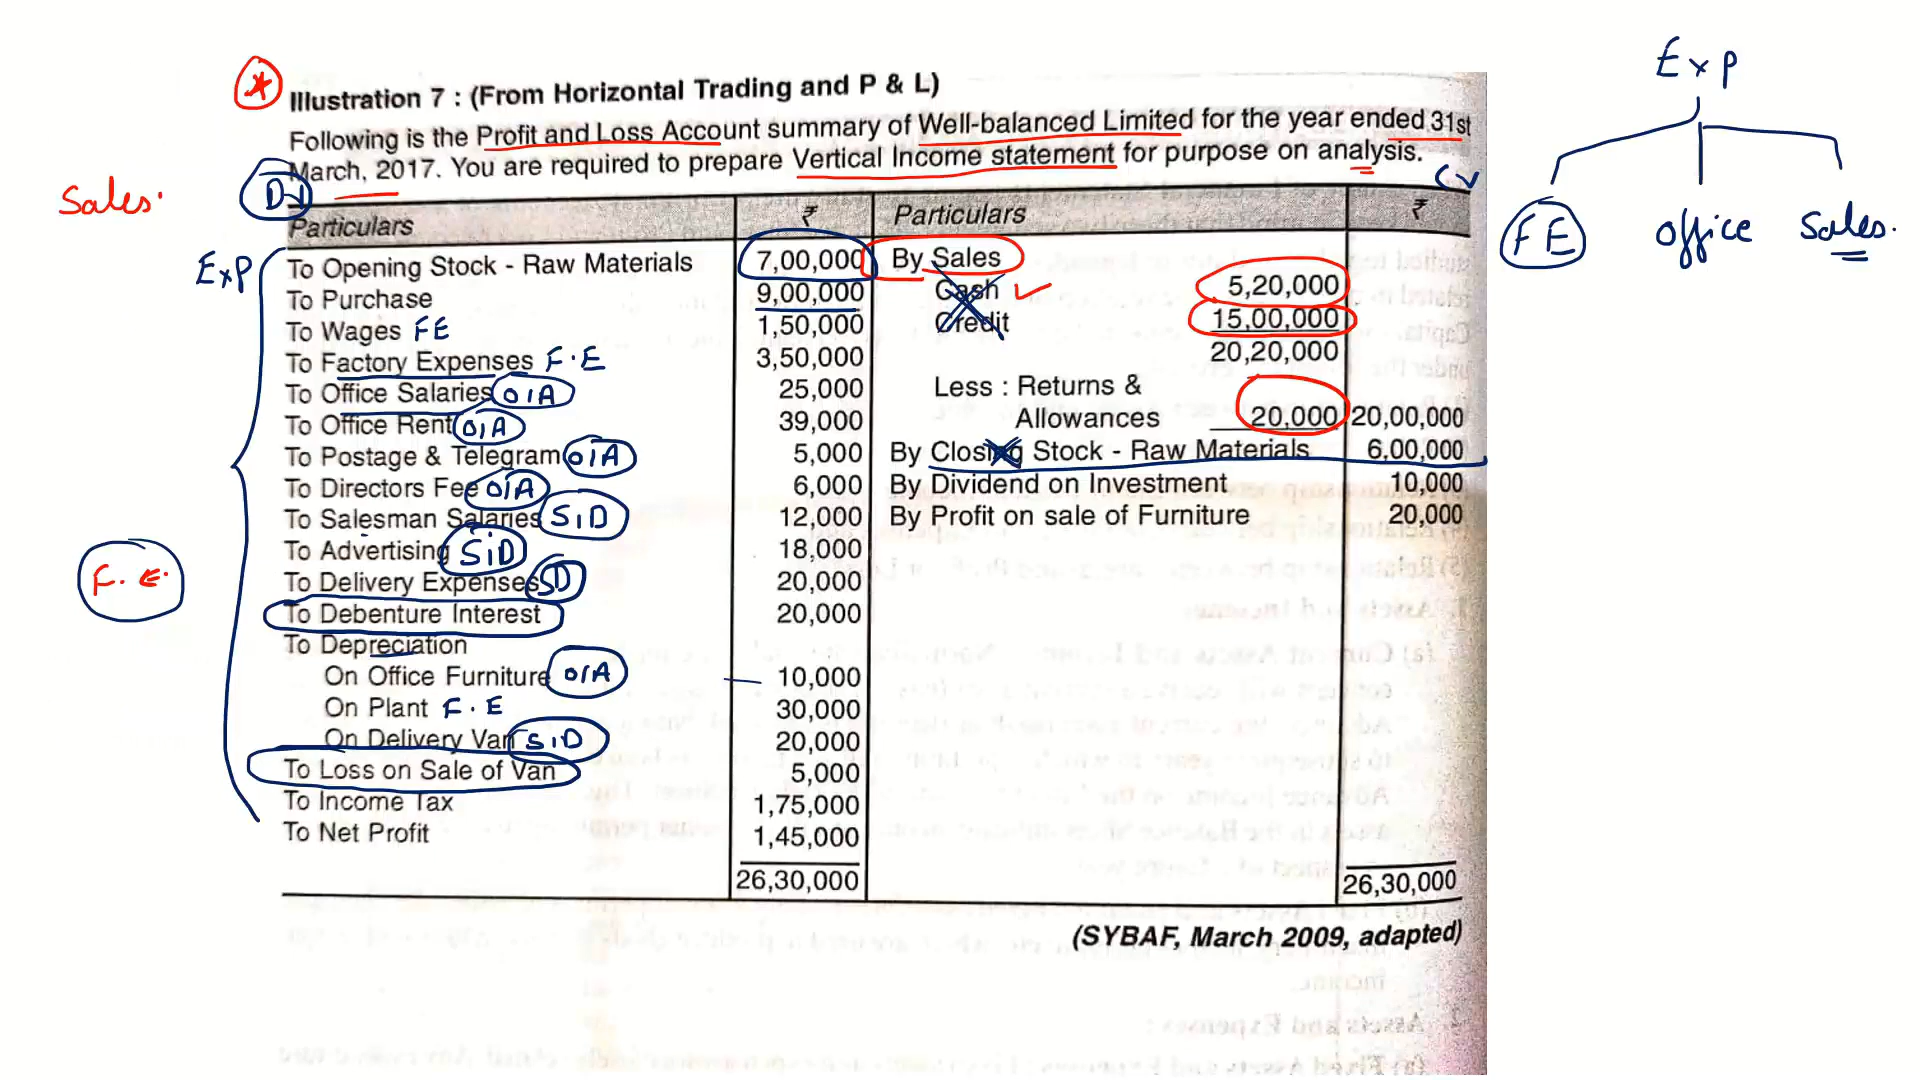 Exp
Illustration 7 : (From Horizontal Trading and P & L)
Following is the Profit and Loss Account summary of Well-balanced Limited for the year ended 31st
March, 2017. You are required to prepare Vertical Income statement for purpose on analysis.
Sales.
FE office Sales.
Particulars ₹ Particulars ₹
Exp
To Opening Stock - Raw Materials 7,00,000 By Sales
To Purchase 9,00,000 Cash 5,20,000
To Wages FE 1,50,000 Credit 15,00,000
To Factory Expenses F.E 3,50,000 20,20,000
To Office Salaries O/A 25,000 Less : Returns &
To Office Rent O/A 39,000 Allowances 20,000 20,00,000
To Postage & Telegram O/A 5,000 By Closing Stock - Raw Materials 6,00,000
To Directors Fee O/A 6,000 By Dividend on Investment 10,000
To Salesman Salaries S/D 12,000 By Profit on sale of Furniture 20,000
To Advertising S/D 18,000
F.E.
To Delivery Expenses SD 20,000
To Debenture Interest 20,000
To Depreciation
On Office Furniture O/A 10,000
On Plant F.E 30,000
On Delivery Van S/D 20,000
To Loss on Sale of Van 5,000
To Income Tax 1,75,000
To Net Profit 1,45,000
26,30,000 26,30,000
(SYBAF, March 2009, adapted)